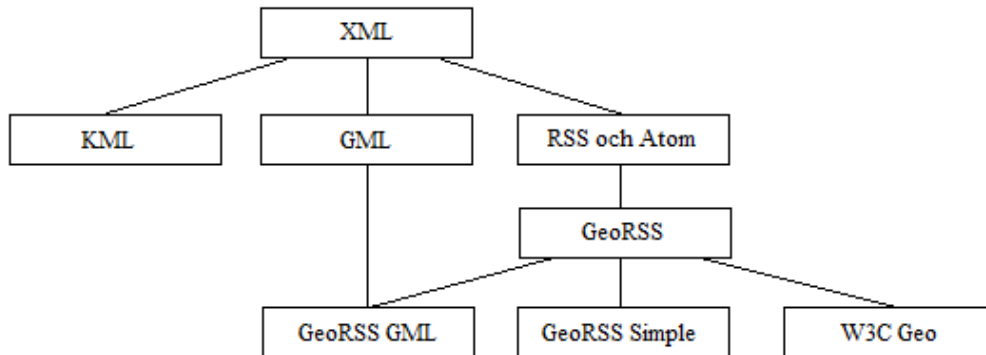 XML
KML
GML
RSS och Atom
GeoRSS
GeoRSS GML
GeoRSS Simple
W3C Geo